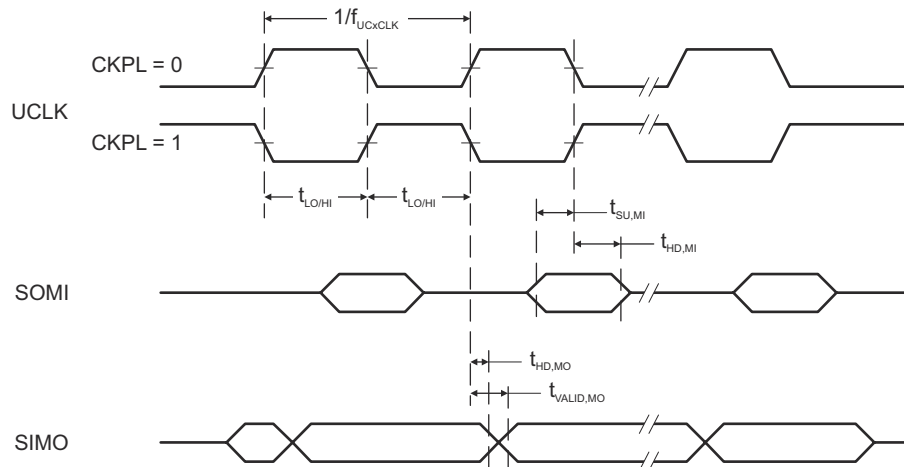 1/fUCxCLK
CKPL = 0
UCLK
CKPL = 1
tLO/HI tLO/HI
tSU,MI
tHD,MI
SOMI
tHD,MO
tVALID,MO
SIMO